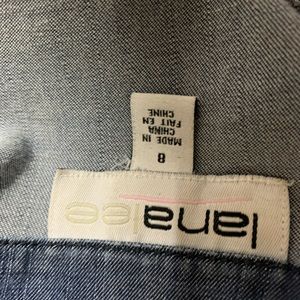 lanalee
8
MADE IN
CHINA
FAIT EN
CHINE